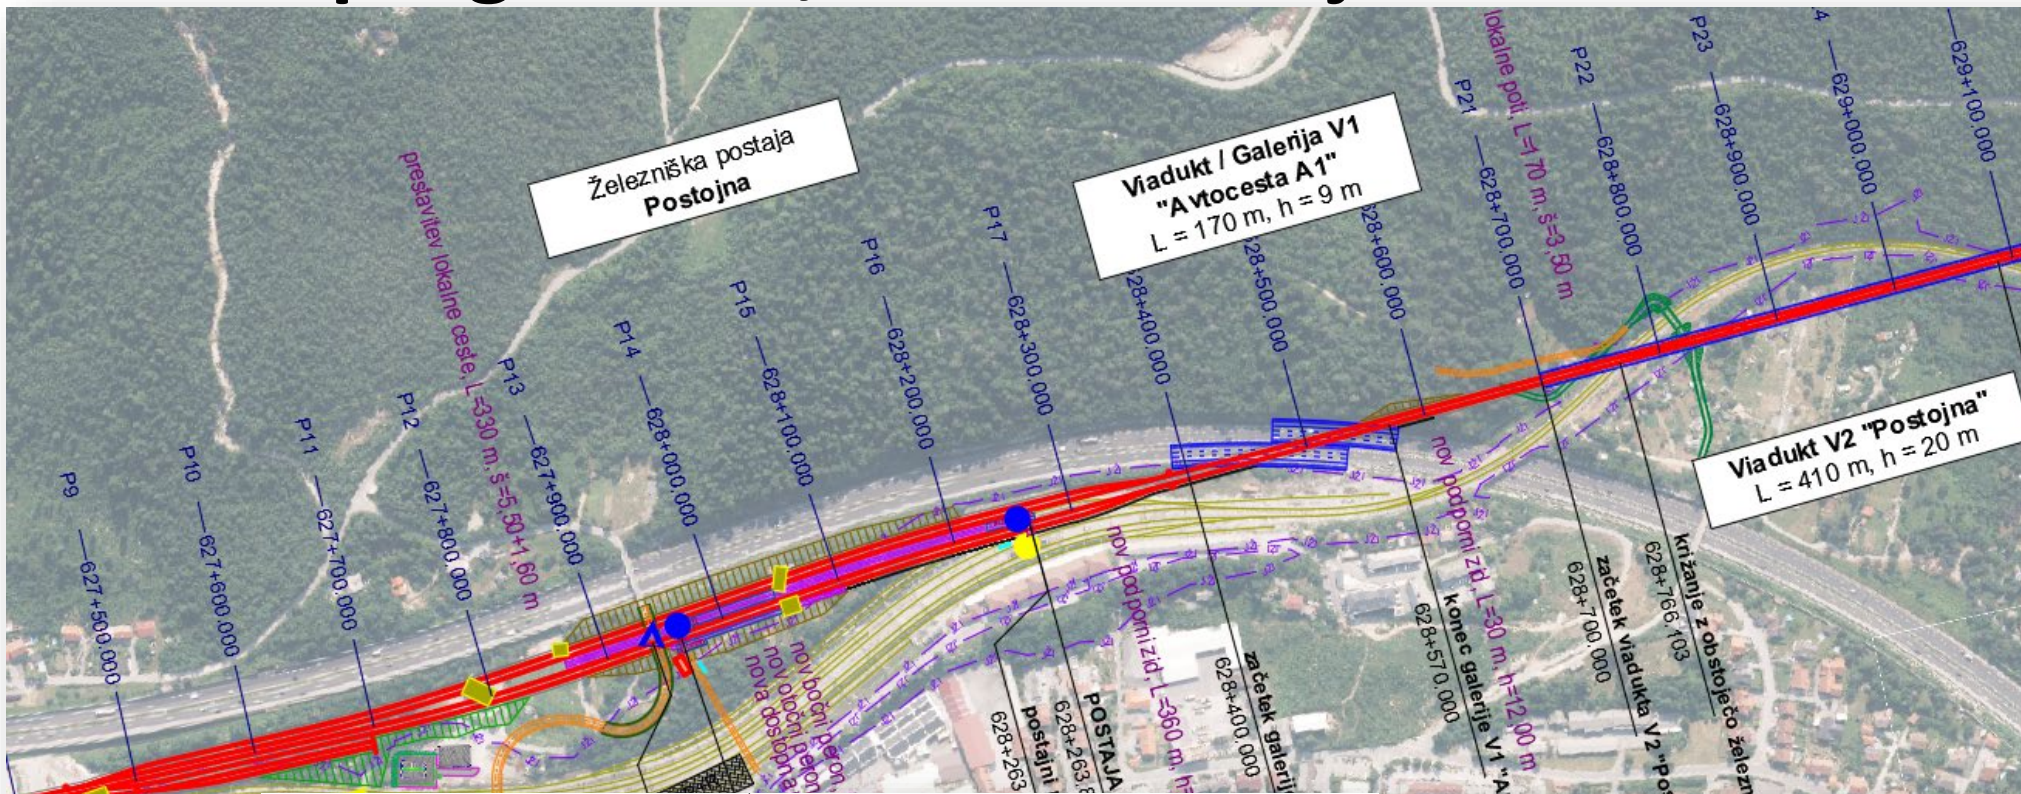 Železniška postaja
Postojna
Viadukt / Galerija V1
"Avtocesta A1"
L = 170 m, h = 9 m
Viadukt V2 "Postojna"
L = 410 m, h = 20 m
P9 627+500.000
P10 627+600.000
P11 627+700.000
P12 627+800.000
P13 627+900.000
P14 628+000.000
P15 628+100.000
P16 628+200.000
P17 628+300.000
28+400.000
28+500.000
628+600.000
P21 628+700.000
P22 628+800.000
P23 628+900.000
4 629+000.000
629+100.000
prestavitev lokalne ceste, L=330 m, š=5,50+1,60 m
lokalne poti, L=170 m, š=3,50 m
nov bočni peron,
nov otočni peron
nova dostopna
postajni
628+263
POSTAJA
628+263.8
nov podporni zid, L=360 m, h=
začetek galerije
628+400.000
konec galerije V1 "A
628+570.000
nov podporni zid, L=30 m, h=12,00 m
začetek viadukta V2 "Pos
628+700.000
križanje z obstoječo železn
628+766.103